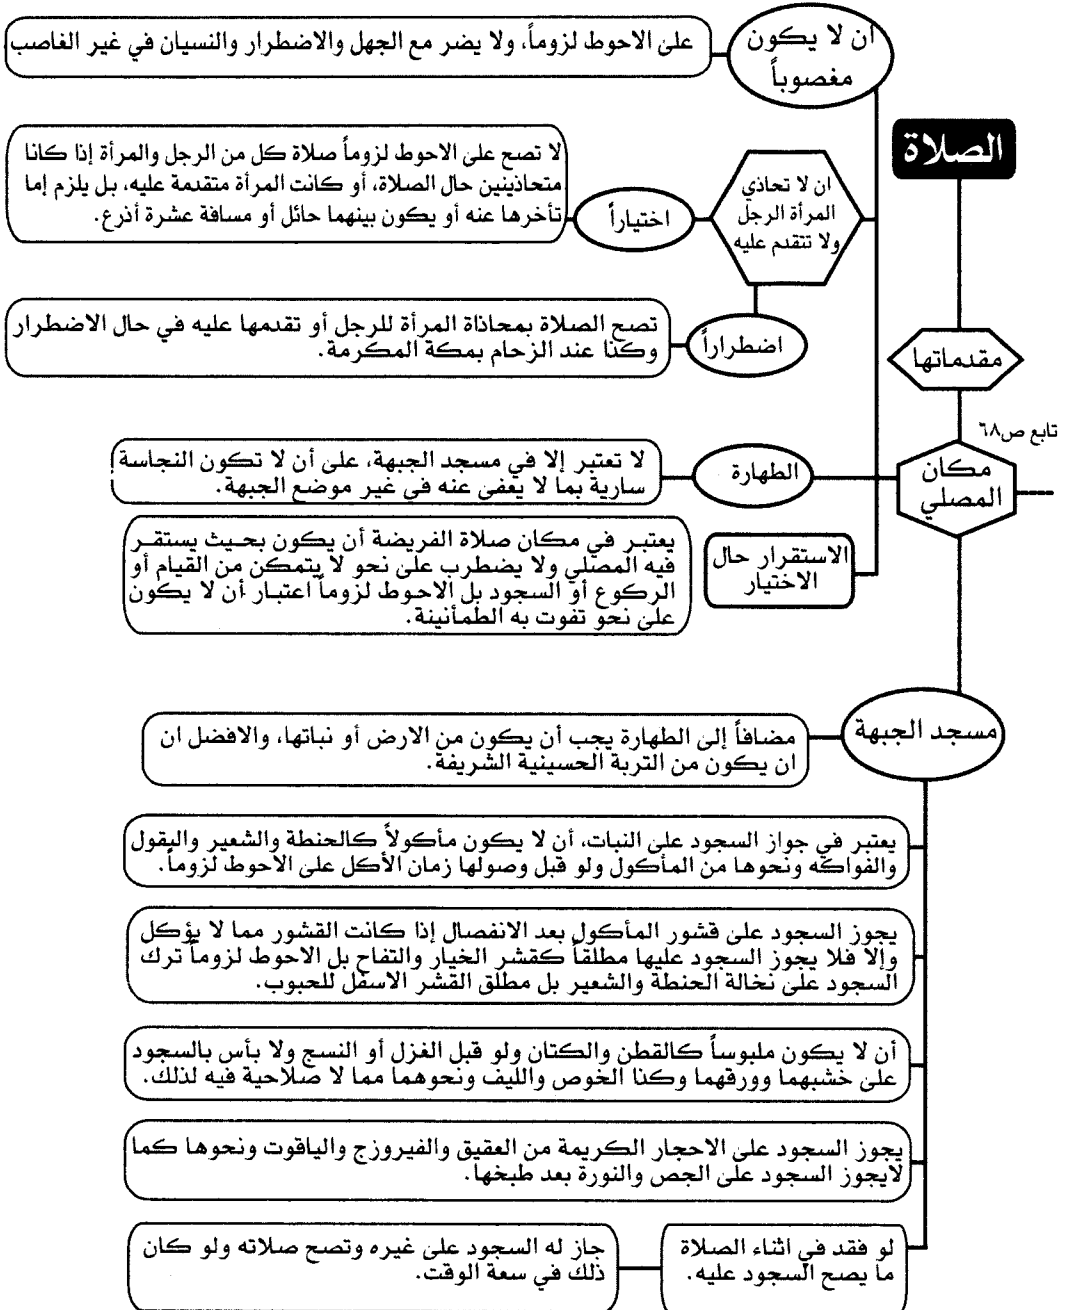 الصلاة
مقدماتها
تابع ص٦٨
مكان
المصلي
ان لا يكون
مغصوباً
على الاحوط لزوماً، ولا يضر مع الجهل والاضطرار والنسيان في غير الغاصب
ان لا تحاذي
المرأة الرجل
ولا تتقدم عليه
اختياراً
لا تصح على الاحوط لزوماً صلاة كل من الرجل والمرأة إذا كانا
متحاذيين حال الصلاة، أو كانت المرأة متقدمة عليه، بل يلزم إما
تأخرها عنه أو يكون بينهما حائل أو مسافة عشرة أذرع.
اضطراراً
تصح الصلاة بمحاذاة المرأة للرجل أو تقدمها عليه في حال الاضطرار
وكذا عند الزحام بمكة المكرمة.
الطهارة
لا تعتبر إلا في مسجد الجبهة، على أن لا تكون النجاسة
سارية بما لا يعفى عنه في غير موضع الجبهة.
الاستقرار حال
الاختيار
يعتبر في مكان صلاة الفريضة أن يكون بحيث يستقر
فيه المصلي ولا يضطرب على نحو لا يتمكن من القيام أو
الركوع أو السجود بل الاحوط لزوماً اعتبار أن لا يكون
على نحو تفوت به الطمأنينة.
مسجد الجبهة
مضافاً إلى الطهارة يجب أن يكون من الارض أو نباتها، والافضل ان
ان يكون من التربة الحسينية الشريفة.
يعتبر في جواز السجود على النبات، أن لا يكون مأكولاً كالحنطة والشعير والبقول
والفواكه ونحوها من المأكول ولو قبل وصولها زمان الأكل على الاحوط لزوماً.
يجوز السجود على قشور المأكول بعد الانفصال إذا كانت القشور مما لا يؤكل
وإلا فلا يجوز السجود عليها مطلقاً كقشر الخيار والتفاح بل الاحوط لزوماً ترك
السجود على نخالة الحنطة والشعير بل مطلق القشر الاسفل للحبوب.
أن لا يكون ملبوساً كالقطن والكتان ولو قبل الغزل أو النسج ولا بأس بالسجود
على خشبهما وورقهما وكذا الخوص والليف ونحوهما مما لا صلاحية فيه لذلك.
يجوز السجود على الاحجار الكريمة من العقيق والفيروزج والياقوت ونحوها كما
لايجوز السجود على الجص والنورة بعد طبخها.
لو فقد في اثناء الصلاة
ما يصح السجود عليه.
جاز له السجود على غيره وتصح صلاته ولو كان
ذلك في سعة الوقت.